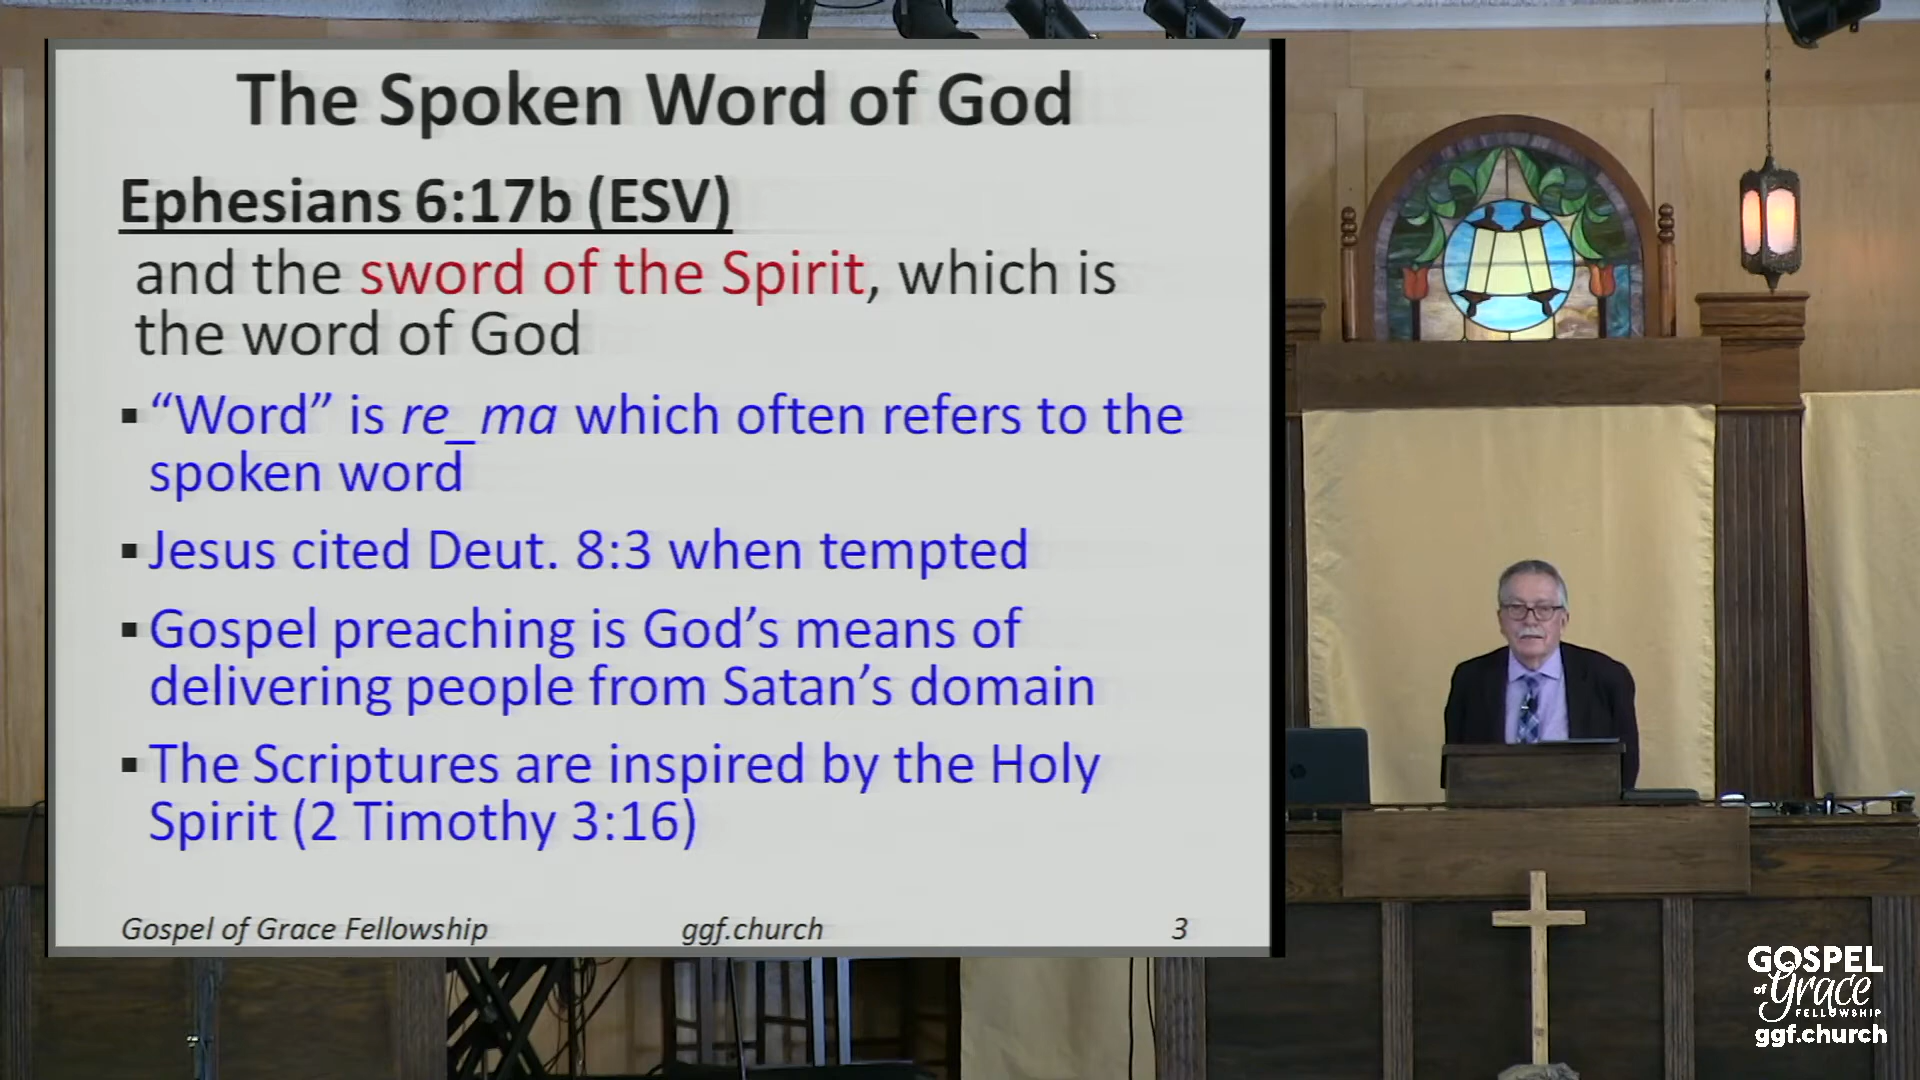 The Spoken Word of God
Ephesians 6:17b (ESV)
and the sword of the Spirit, which is
the word of God
▪ “Word” is re_ma which often refers to the
spoken word
▪ Jesus cited Deut. 8:3 when tempted
▪ Gospel preaching is God’s means of
delivering people from Satan’s domain
▪ The Scriptures are inspired by the Holy
Spirit (2 Timothy 3:16)
Gospel of Grace Fellowship ggf.church 3
GOSPEL
of Grace
FELLOWSHIP
ggf.church